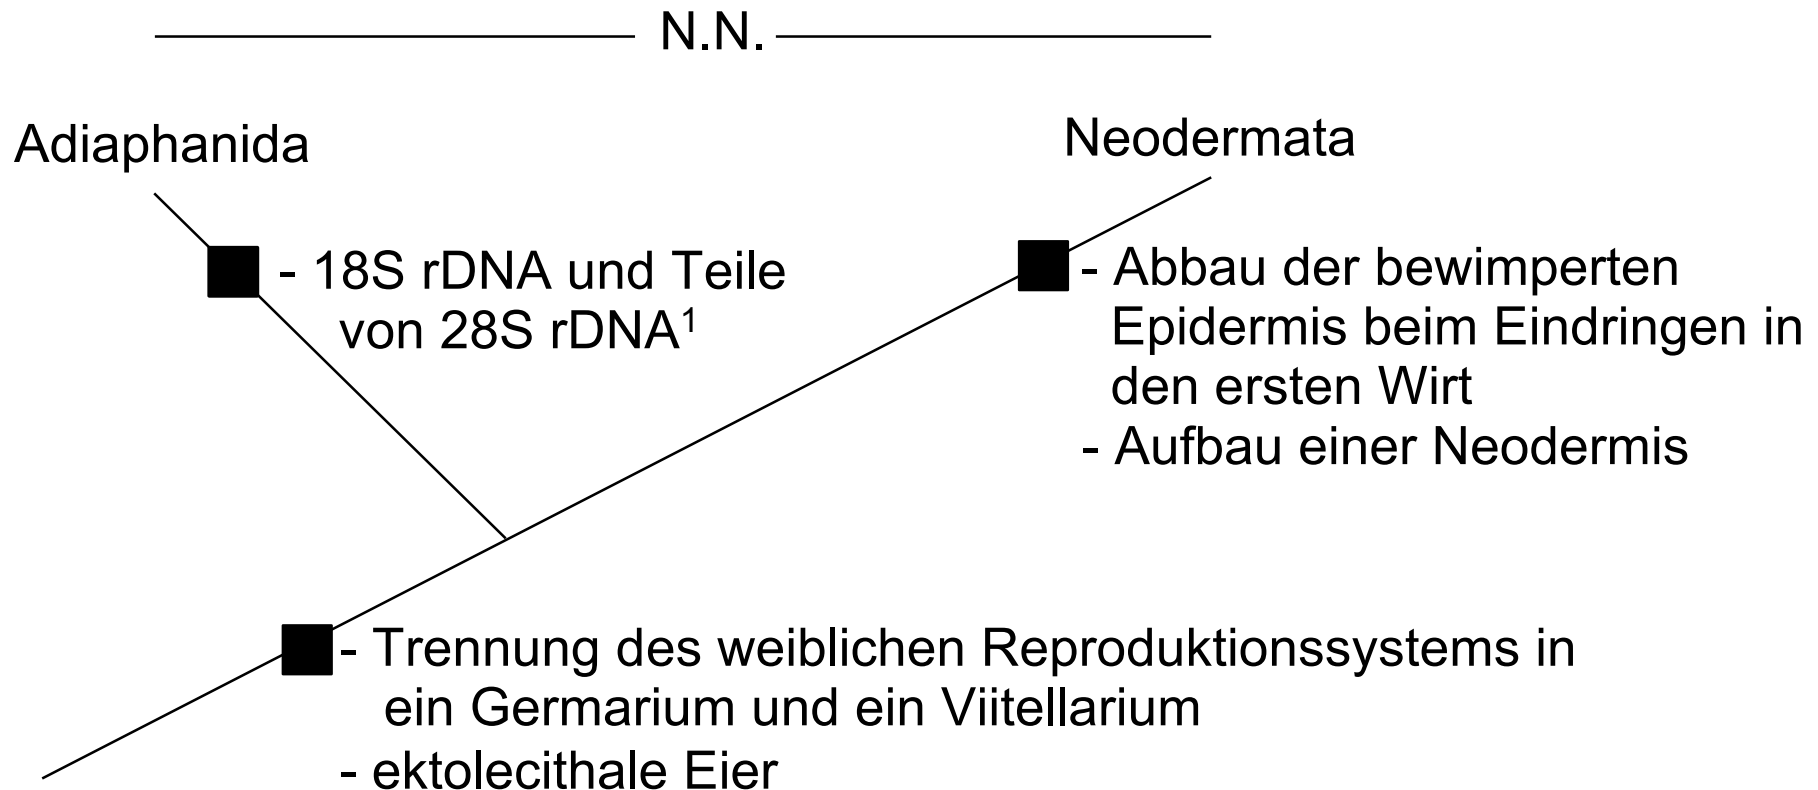 N.N.
Adiaphanida
Neodermata
- 18S rDNA und Teile
von 28S rDNA¹
- Abbau der bewimperten
Epidermis beim Eindringen in
den ersten Wirt
- Aufbau einer Neodermis
- Trennung des weiblichen Reproduktionssystems in
ein Germarium und ein Viitellarium
- ektolecithale Eier